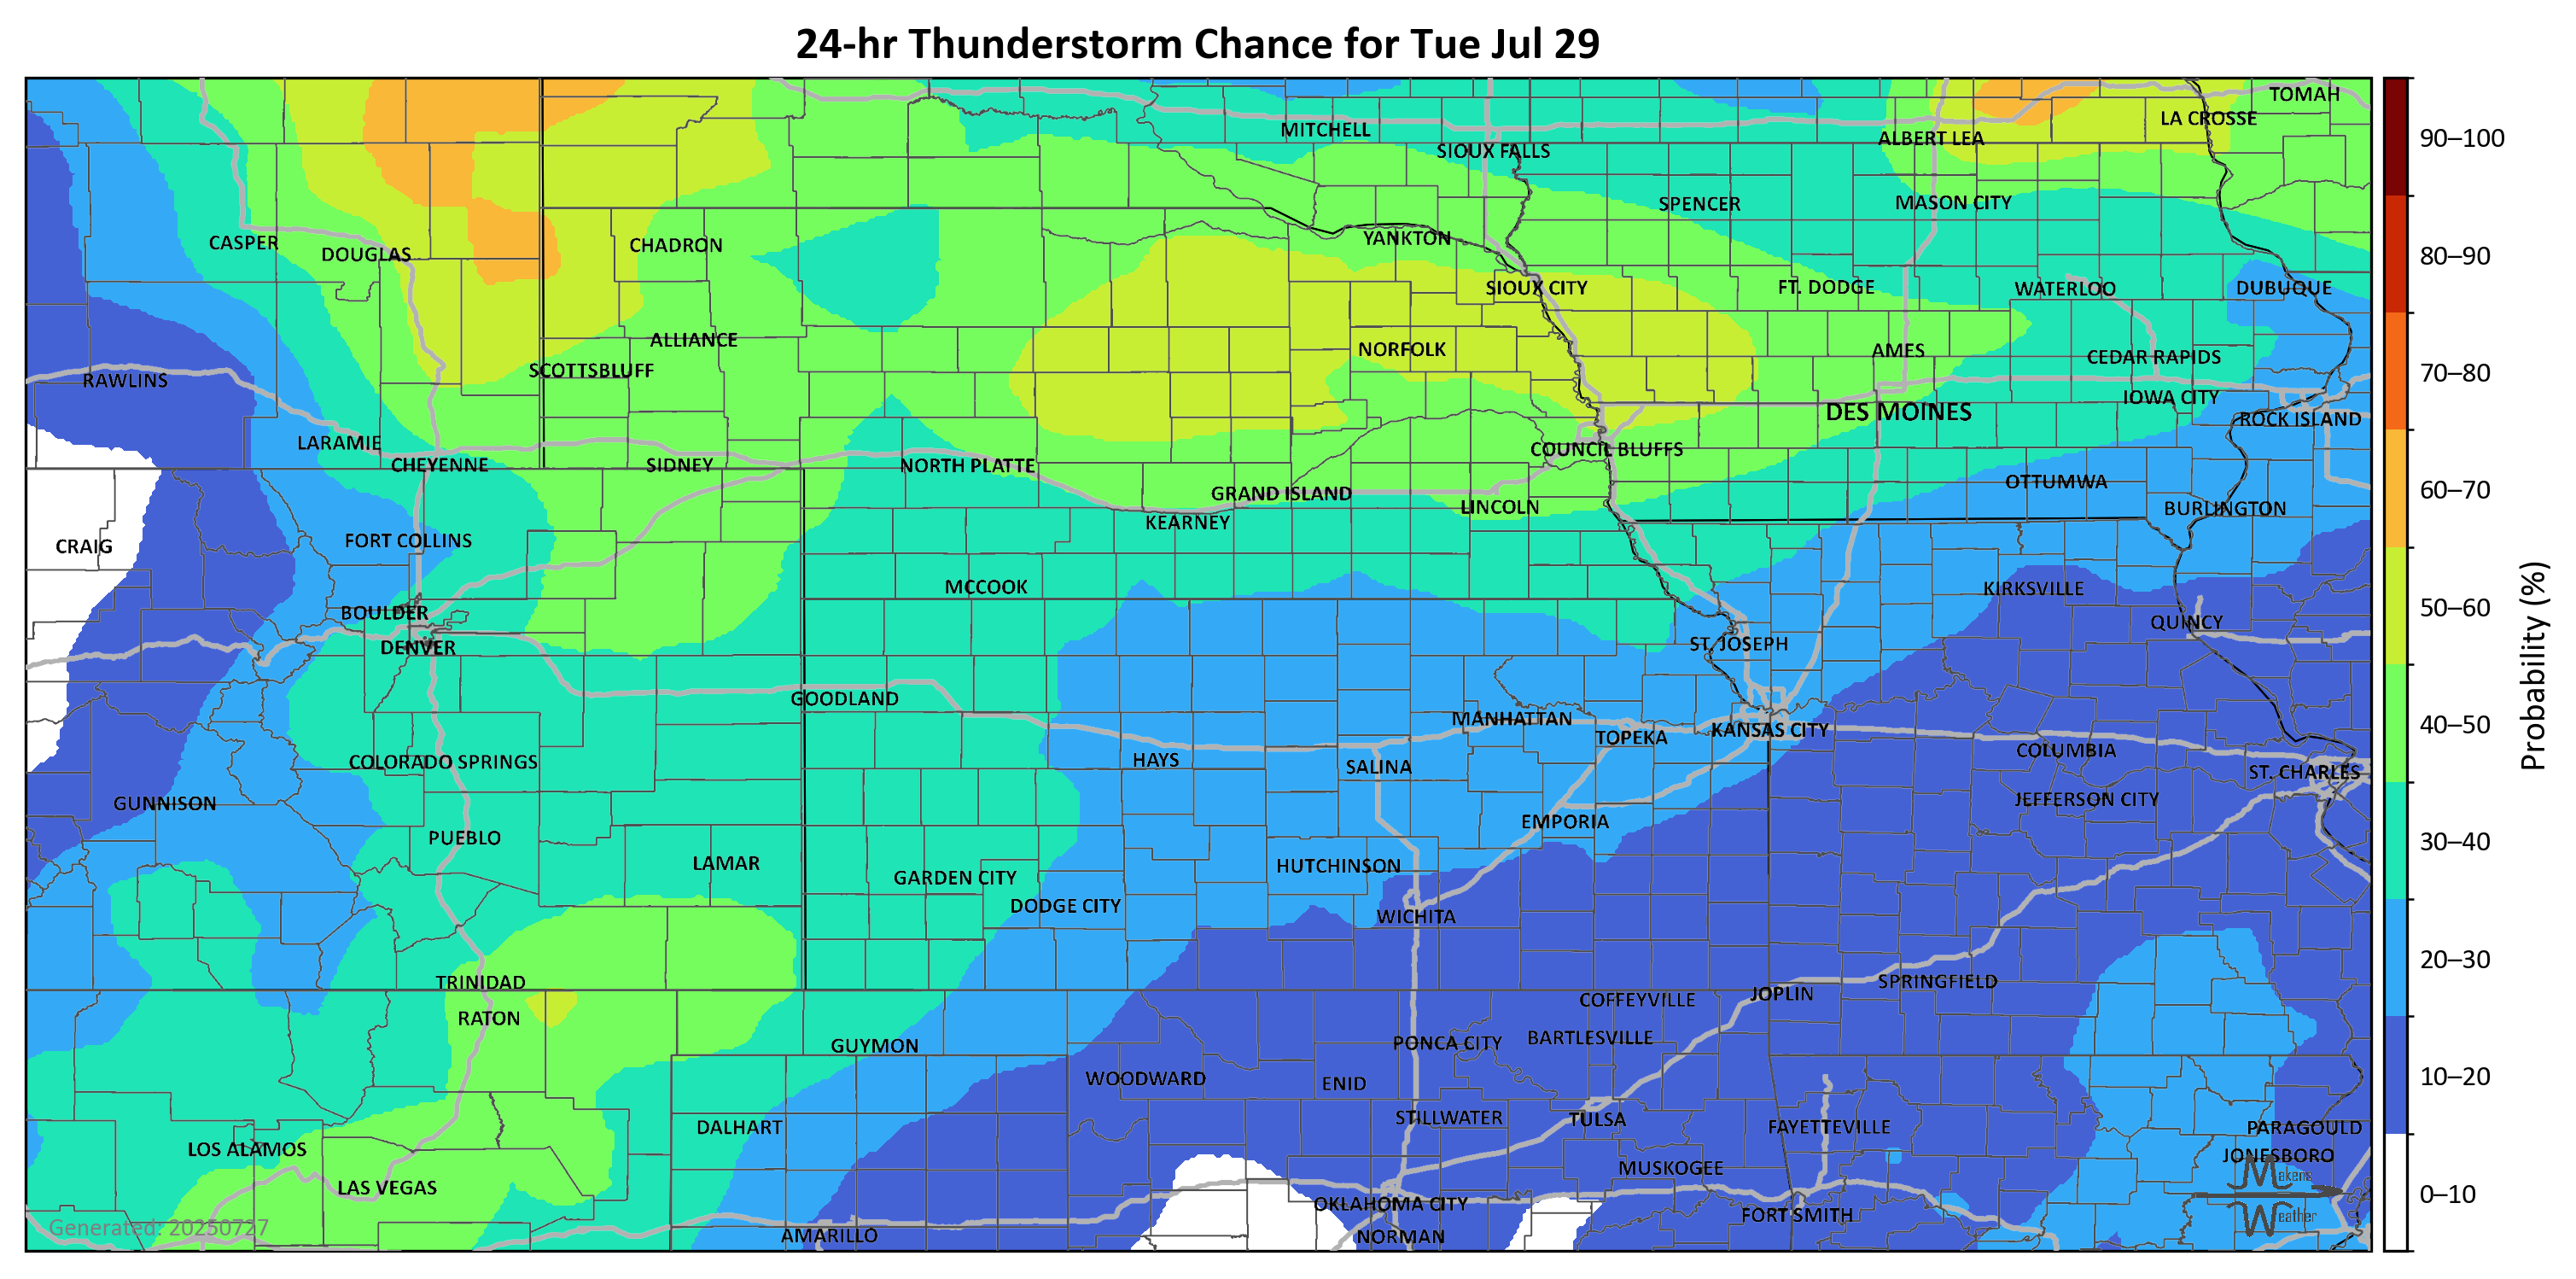 24-hr Thunderstorm Chance for Tue Jul 29
TOMAH
LA CROSSE
MITCHELL
ALBERT LEA
SIOUX FALLS
SPENCER
MASON CITY
CASPER
DOUGLAS
CHADRON
YANKTON
SIOUX CITY
FT. DODGE
WATERLOO
DUBUQUE
ALLIANCE
NORFOLK
AMES
CEDAR RAPIDS
RAWLINS
SCOTTSBLUFF
IOWA CITY
DES MOINES
ROCK ISLAND
LARAMIE
COUNCIL BLUFFS
CHEYENNE
SIDNEY
NORTH PLATTE
OTTUMWA
GRAND ISLAND
LINCOLN
BURLINGTON
KEARNEY
CRAIG
FORT COLLINS
MCCOOK
KIRKSVILLE
BOULDER
QUINCY
DENVER
ST. JOSEPH
GOODLAND
MANHATTAN
KANSAS CITY
TOPEKA
COLUMBIA
COLORADO SPRINGS
HAYS
SALINA
ST. CHARLES
GUNNISON
JEFFERSON CITY
EMPORIA
PUEBLO
LAMAR
HUTCHINSON
GARDEN CITY
DODGE CITY
WICHITA
TRINIDAD
SPRINGFIELD
JOPLIN
COFFEYVILLE
RATON
BARTLESVILLE
GUYMON
PONCA CITY
WOODWARD
ENID
STILLWATER
TULSA
DALHART
FAYETTEVILLE
PARAGOULD
LOS ALAMOS
JONESBORO
MUSKOGEE
LAS VEGAS
OKLAHOMA CITY
FORT SMITH
AMARILLO
NORMAN
Generated: 20250727
Makens
Weather
90–100
80–90
70–80
60–70
50–60
40–50
30–40
20–30
10–20
0–10
Probability (%)